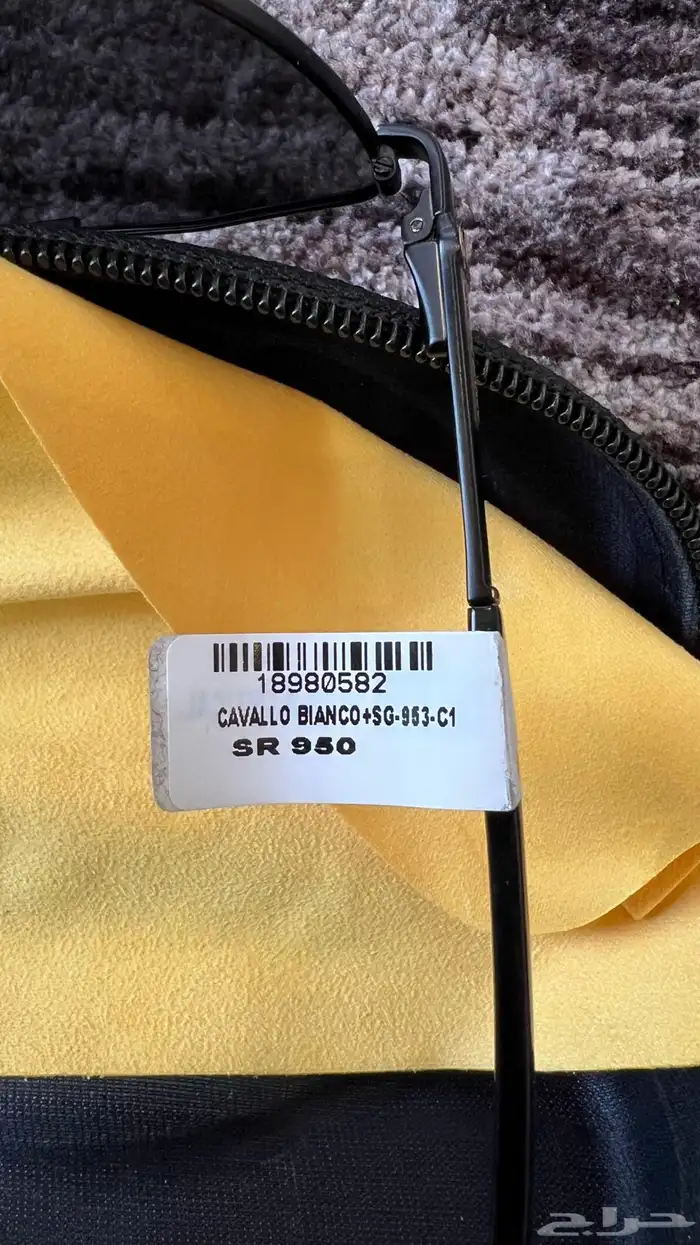 18980582
CAVALLO BIANCO+SG-953-C1
SR 950
حراج